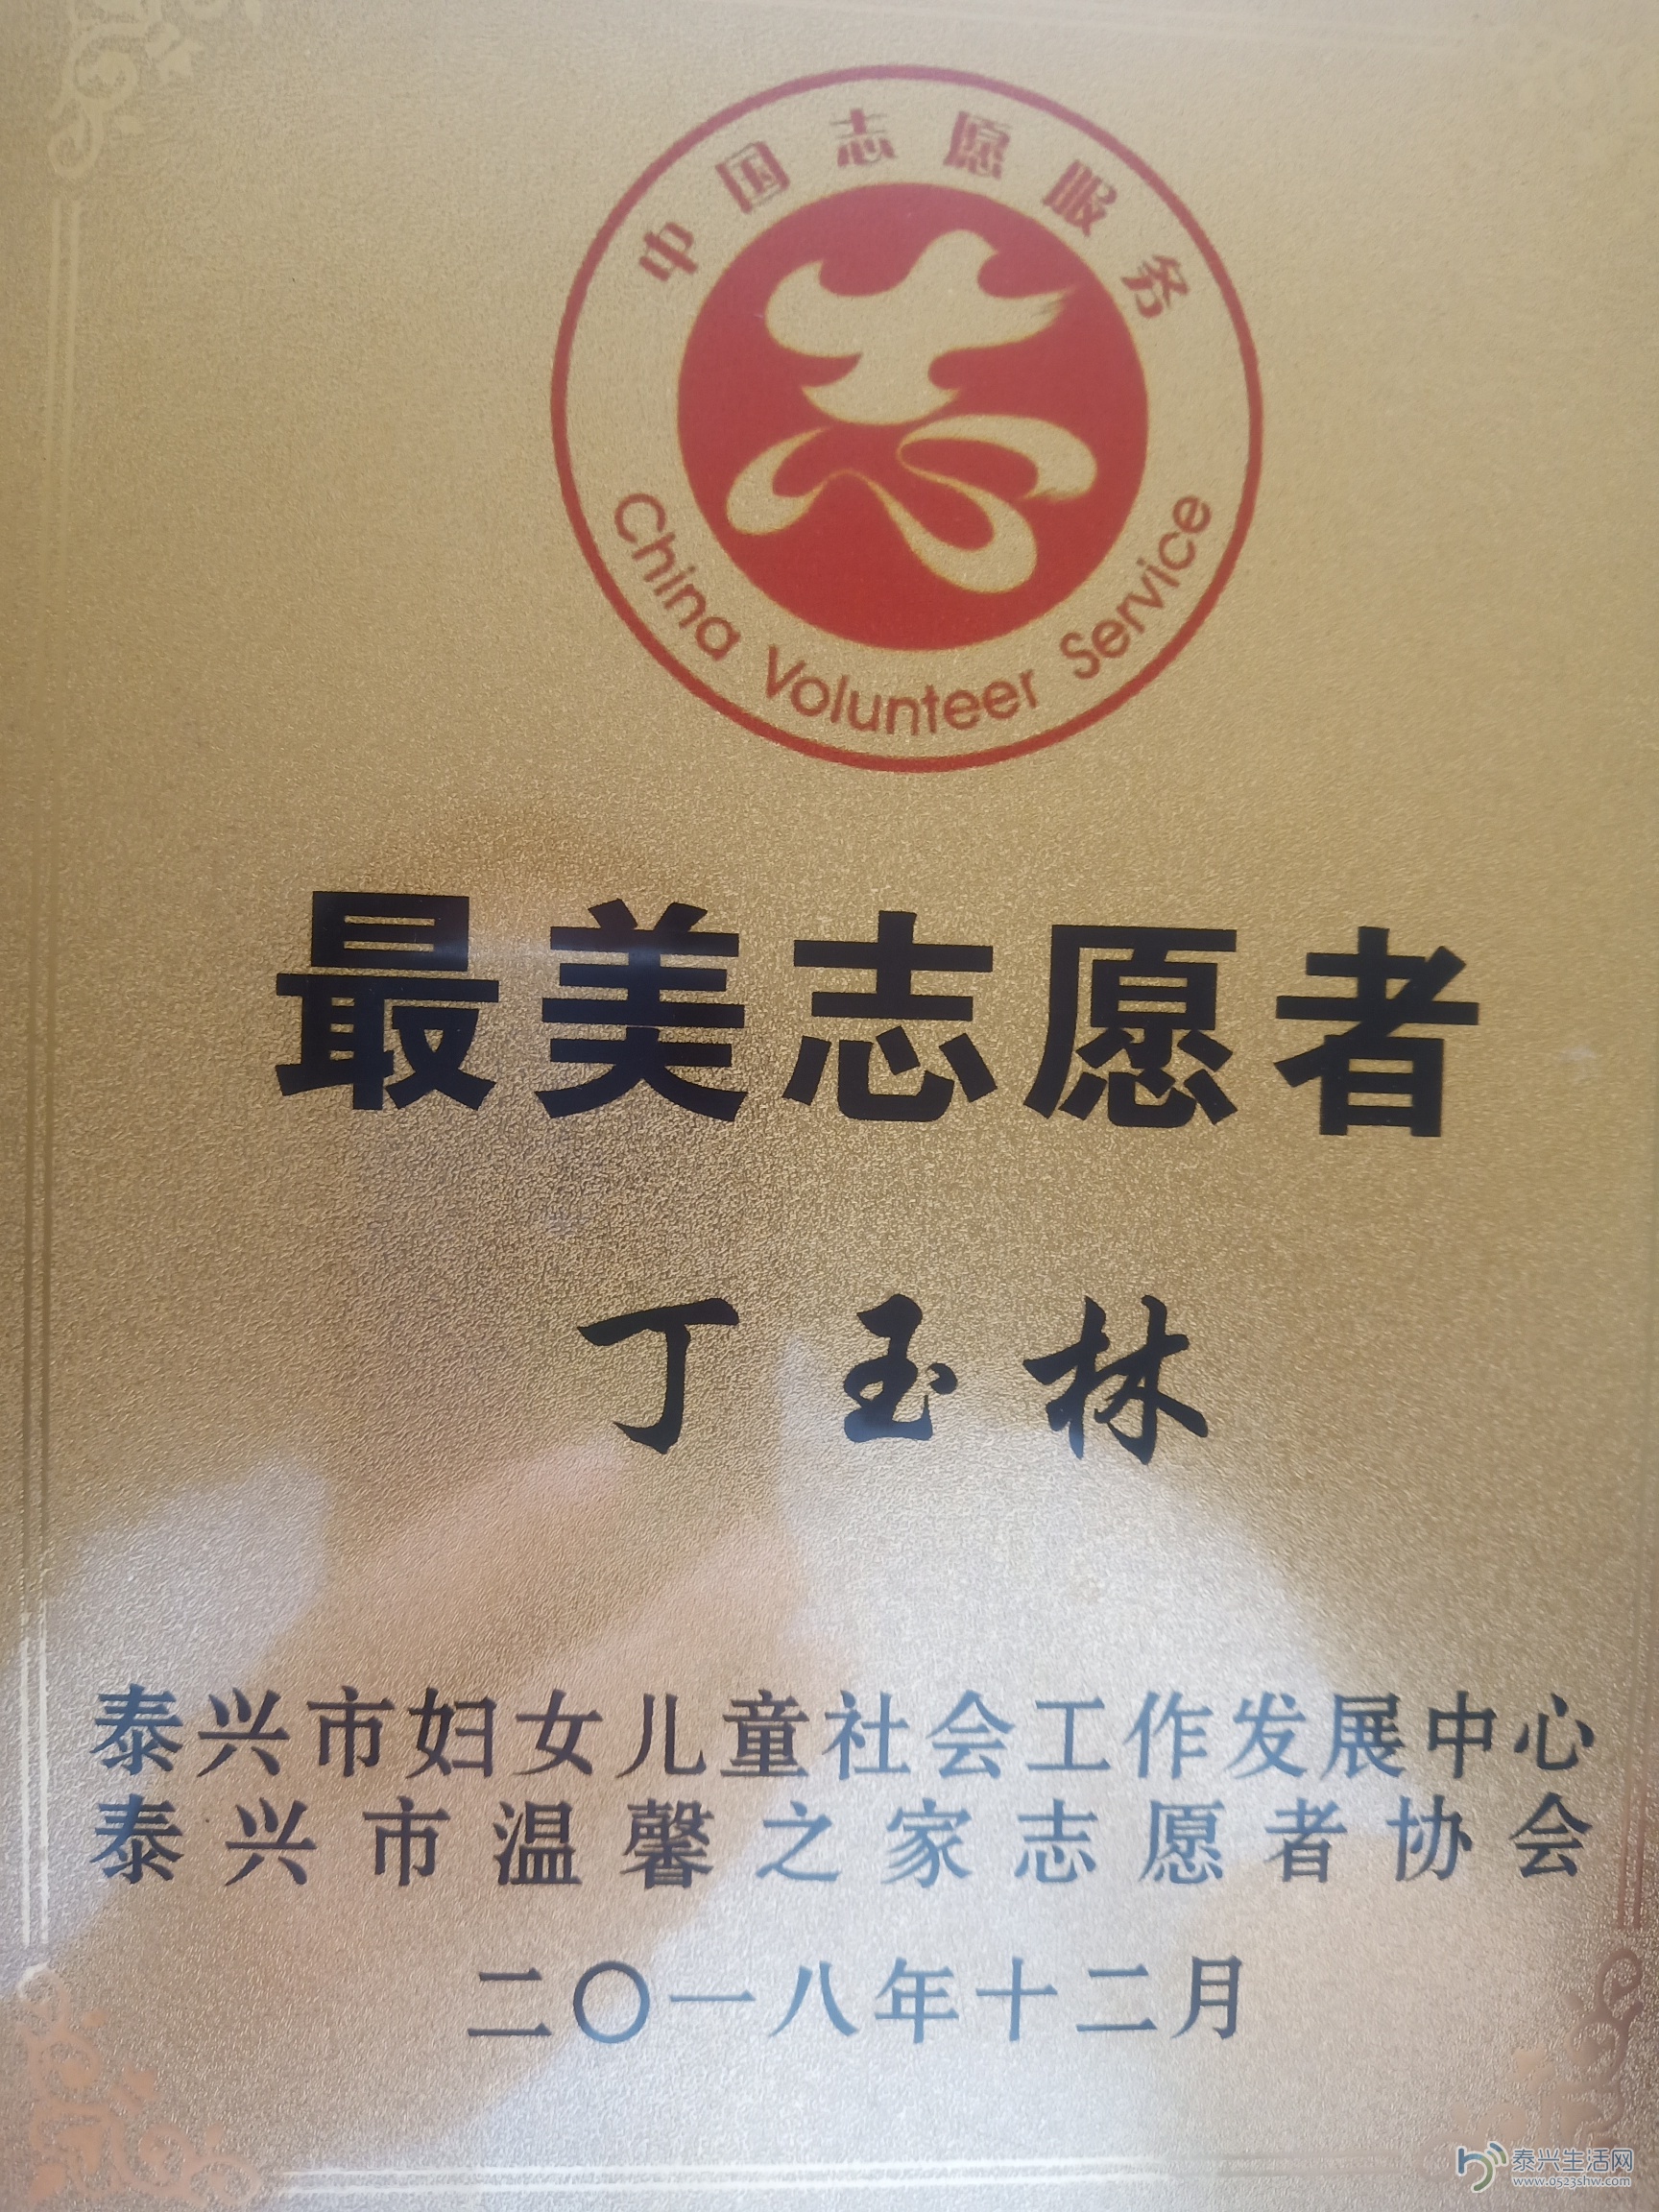 中国志愿服务
China Volunteer Service
最美志愿者
丁玉林
泰兴市妇女儿童社会工作发展中心
泰兴市温馨之家志愿者协会
二〇一八年十二月
泰兴生活网
www.0523shw.com